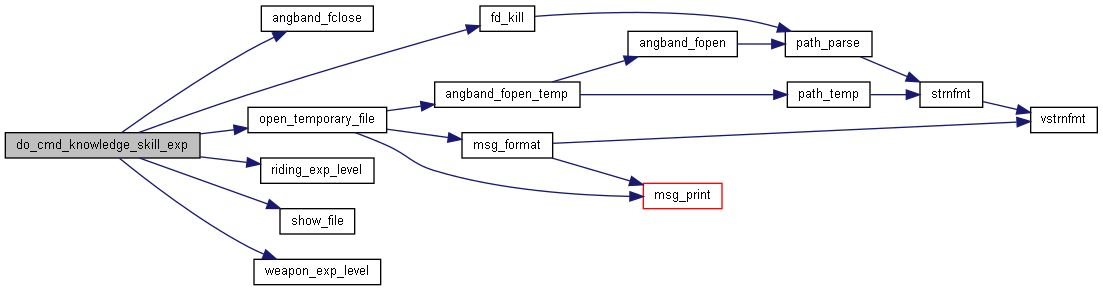 do_cmd_knowledge_skill_exp
angband_fclose
fd_kill
open_temporary_file
riding_exp_level
show_file
weapon_exp_level
angband_fopen_temp
msg_format
angband_fopen
path_parse
path_temp
msg_print
strnfmt
vstrnfmt